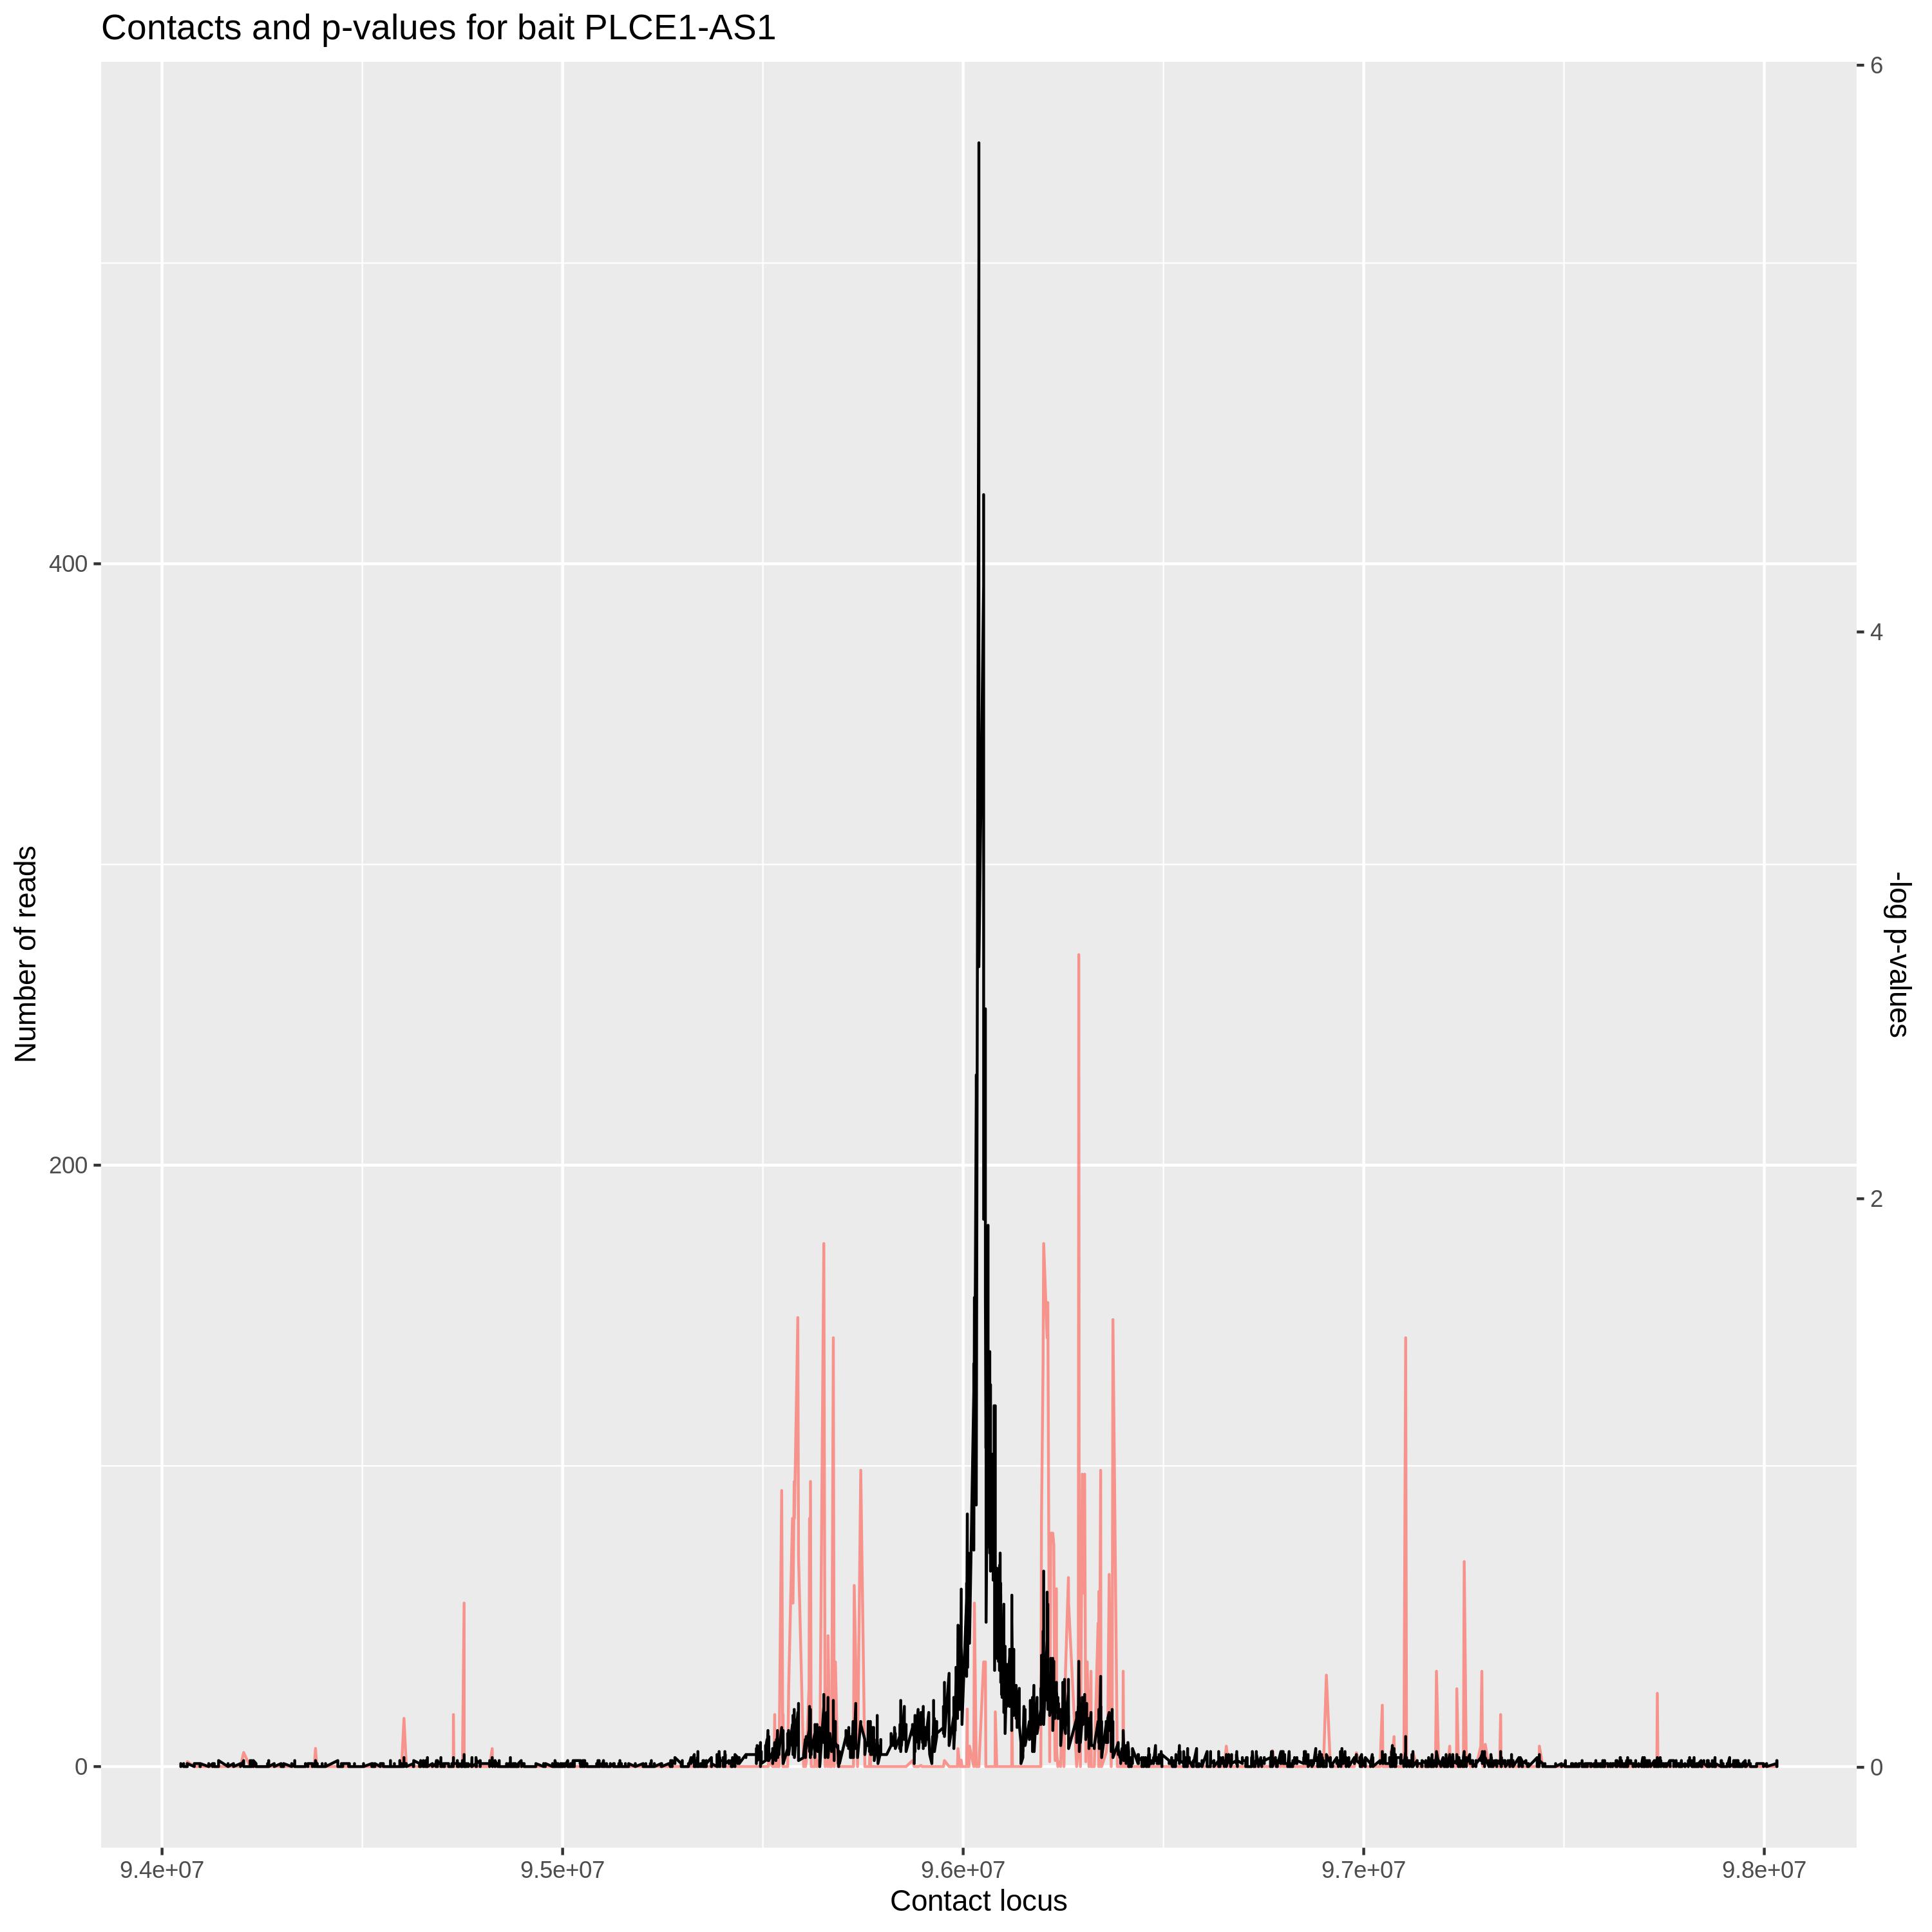 Contacts and p-values for bait PLCE1-AS1
6
400
4
Number of reads
-log p-values
200
2
0
0
9.4e+07 9.5e+07 9.6e+07 9.7e+07 9.8e+07
Contact locus